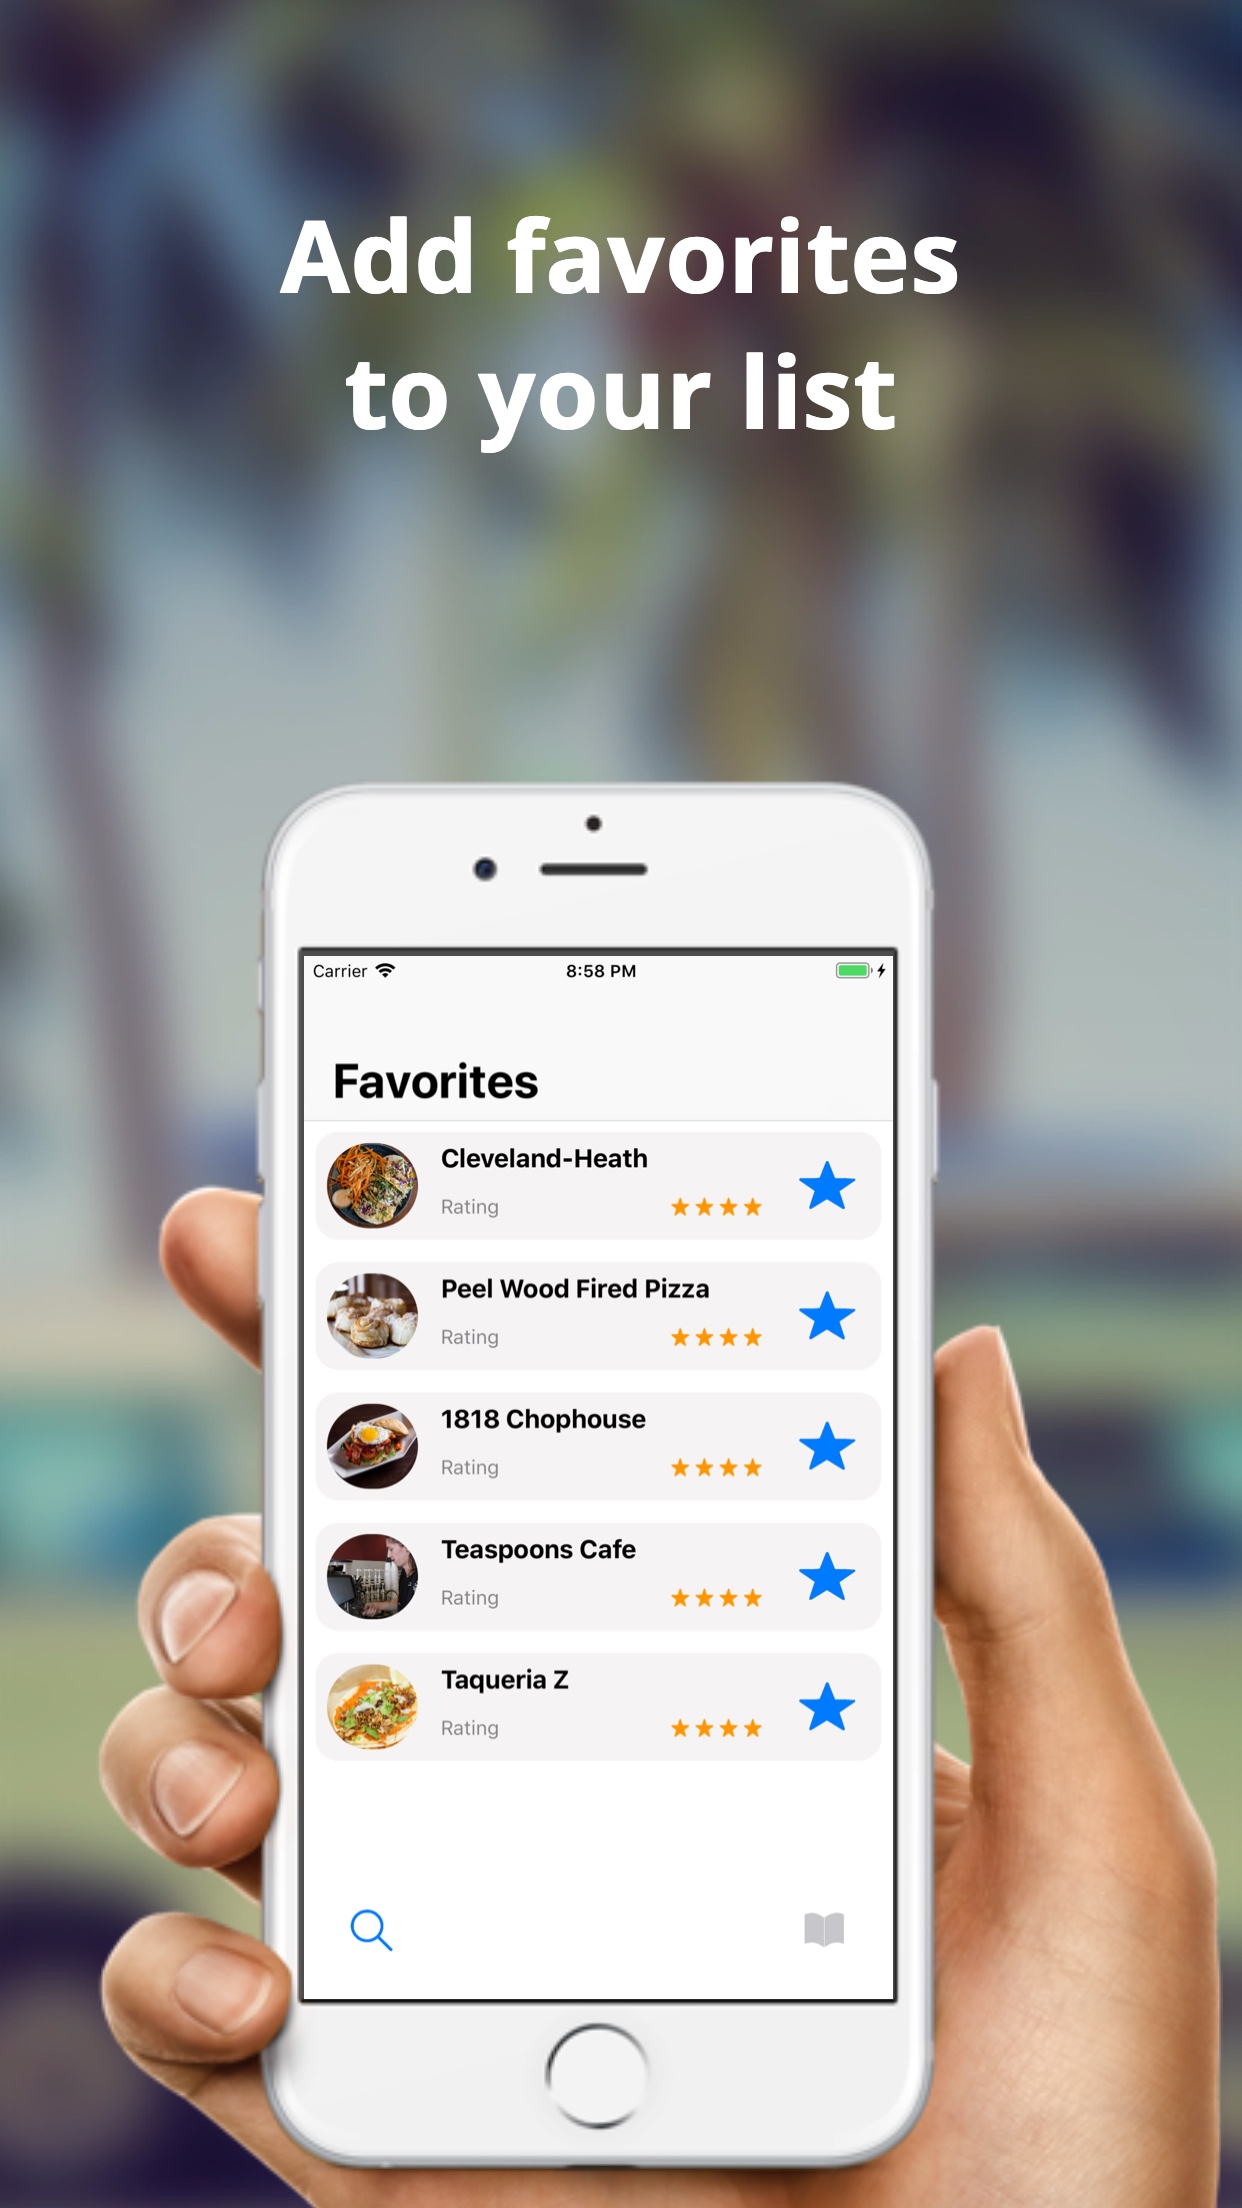 Add favorites
to your list
Carrier 8:58 PM
Favorites
Cleveland-Heath
Rating
Peel Wood Fired Pizza
Rating
1818 Chophouse
Rating
Teaspoons Cafe
Rating
Taqueria Z
Rating